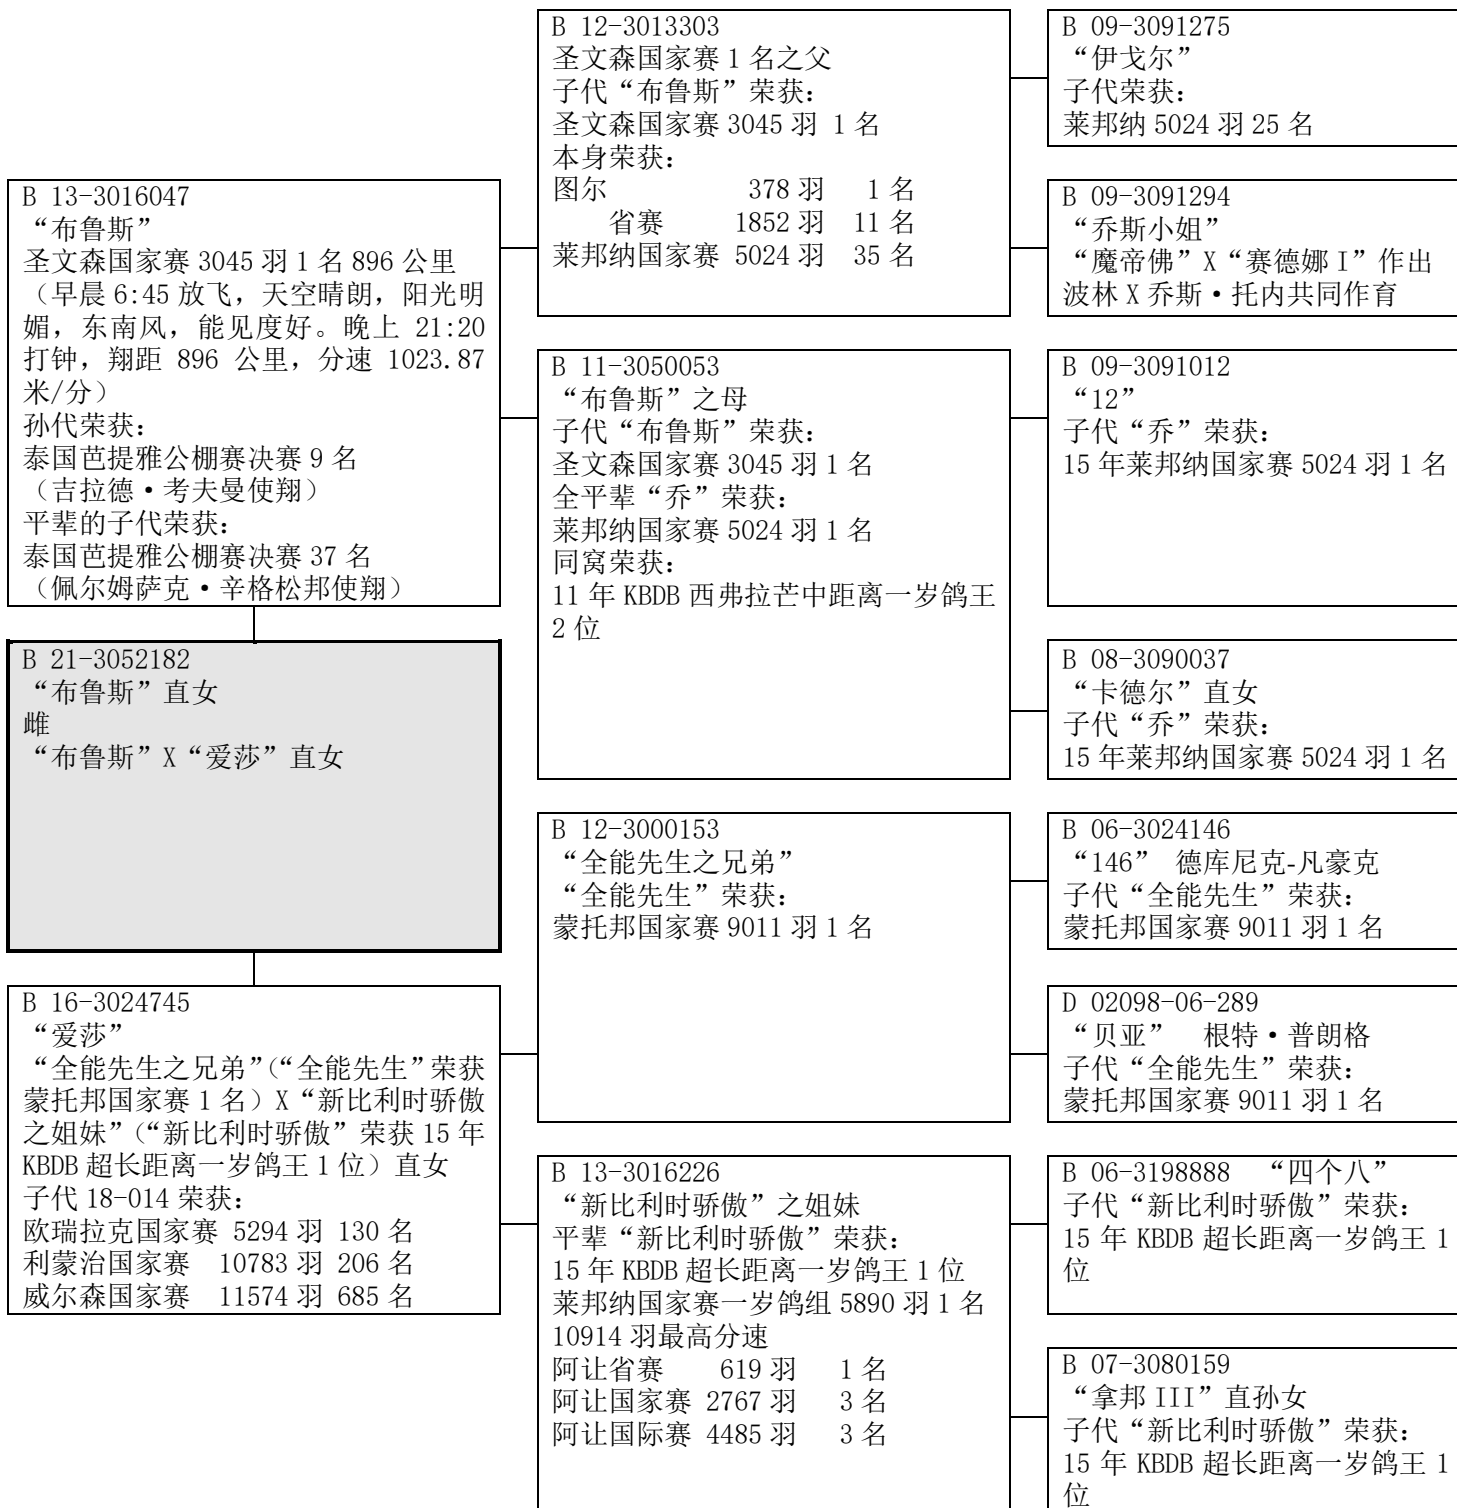 B 13-3016047
“布鲁斯”
圣文森国家赛 3045 羽 1 名 896 公里
（早晨 6:45 放飞，天空晴朗，阳光明
媚，东南风，能见度好。晚上 21:20
打钟，翔距 896 公里，分速 1023.87
米/分）
孙代荣获：
泰国芭提雅公棚赛决赛 9 名
（吉拉德•考夫曼使翔）
平辈的子代荣获：
泰国芭提雅公棚赛决赛 37 名
（佩尔姆萨克•辛格松邦使翔）
B 21-3052182
“布鲁斯”直女
雌
“布鲁斯”X“爱莎”直女
B 16-3024745
“爱莎”
“全能先生之兄弟”（“全能先生”荣获
蒙托邦国家赛 1 名）X“新比利时骄傲
之姐妹”（“新比利时骄傲”荣获 15 年
KBDB 超长距离一岁鸽王 1 位）直女
子代 18-014 荣获：
欧瑞拉克国家赛 5294 羽 130 名
利蒙治国家赛 10783 羽 206 名
威尔森国家赛 11574 羽 685 名
B 12-3013303
圣文森国家赛 1 名之父
子代“布鲁斯”荣获：
圣文森国家赛 3045 羽 1 名
本身荣获：
图尔 378 羽 1 名
省赛 1852 羽 11 名
莱邦纳国家赛 5024 羽 35 名
B 11-3050053
“布鲁斯”之母
子代“布鲁斯”荣获：
圣文森国家赛 3045 羽 1 名
全平辈“乔”荣获：
莱邦纳国家赛 5024 羽 1 名
同窝荣获：
11 年 KBDB 西弗拉芒中距离一岁鸽王
2 位
B 12-3000153
“全能先生之兄弟”
“全能先生”荣获：
蒙托邦国家赛 9011 羽 1 名
B 13-3016226
“新比利时骄傲”之姐妹
平辈“新比利时骄傲”荣获：
15 年 KBDB 超长距离一岁鸽王 1 位
莱邦纳国家赛一岁鸽组 5890 羽 1 名
10914 羽最高分速
阿让省赛 619 羽 1 名
阿让国家赛 2767 羽 3 名
阿让国际赛 4485 羽 3 名
B 09-3091275
“伊戈尔”
子代荣获：
莱邦纳 5024 羽 25 名
B 09-3091294
“乔斯小姐”
“魔帝佛”X“赛德娜 I”作出
波林 X 乔斯•托内共同作育
B 09-3091012
“12”
子代“乔”荣获：
15 年莱邦纳国家赛 5024 羽 1 名
B 08-3090037
“卡德尔”直女
子代“乔”荣获：
15 年莱邦纳国家赛 5024 羽 1 名
B 06-3024146
“146” 德库尼克-凡豪克
子代“全能先生”荣获：
蒙托邦国家赛 9011 羽 1 名
D 02098-06-289
“贝亚” 根特•普朗格
子代“全能先生”荣获：
蒙托邦国家赛 9011 羽 1 名
B 06-3198888 “四个八”
子代“新比利时骄傲”荣获：
15 年 KBDB 超长距离一岁鸽王 1
位
B 07-3080159
“拿邦 III”直孙女
子代“新比利时骄傲”荣获：
15 年 KBDB 超长距离一岁鸽王 1
位